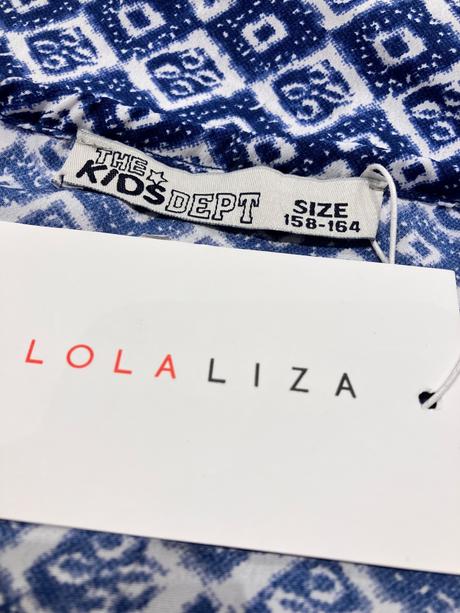 THE
KIDS DEPT
SIZE
158-164
LOLALIZA